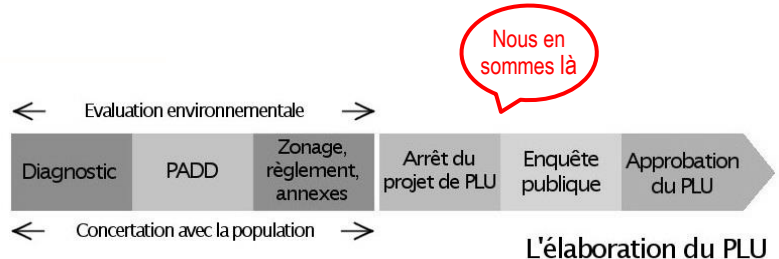 Nous en
sommes là
Evaluation environnementale
Diagnostic
PADD
Zonage,
règlement,
annexes
Arrêt du
projet de PLU
Enquête
publique
Approbation
du PLU
Concertation avec la population
L'élaboration du PLU